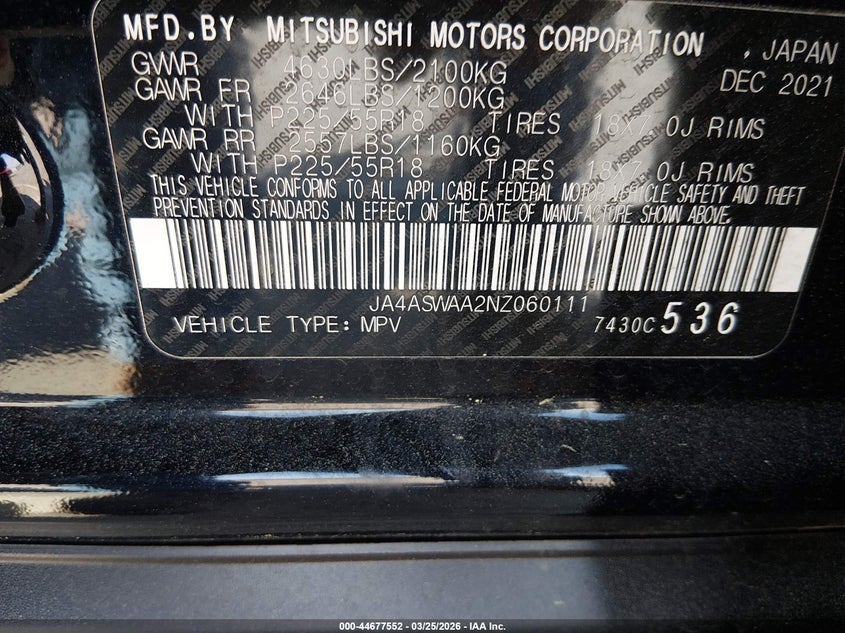 MFD.BY MITSUBISHI MOTORS CORPORATION , JAPAN
GWWR 4630LBS/2100KG DEC 2021
GAWR FR 2646LBS/1200KG
WITH P225/55R18 TIRES 18X7.0J RIMS
GAWR RR 2557LBS/1160KG
WITH P225/55R18 TIRES 18X7.0J RIMS
THIS VEHICLE CONFORMS TO ALL APPLICABLE FEDERAL MOTOR VEHICLE SAFETY AND THEFT
PREVENTION STANDARDS IN EFFECT ON THE DATE OF MANUFACTURE SHOWN ABOVE.
JA4ASWAA2NZ060111
VEHICLE TYPE: MPV 7430C 536
000-44677552 — 03/25/2026 — IAA Inc.